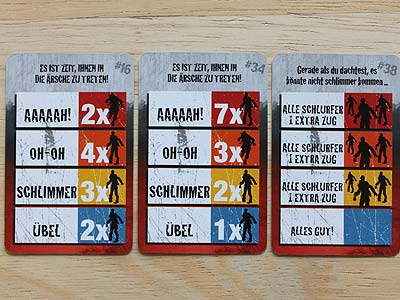 ES IST ZEIT, IHNEN IN
DIE ÄRSCHE ZU TRETEN!
#16
AAAAAH! 2x
OH-OH 4x
SCHLIMMER 3x
ÜBEL 2x
ES IST ZEIT, IHNEN IN
DIE ÄRSCHE ZU TRETEN!
#34
AAAAAH! 7x
OH-OH 3x
SCHLIMMER 2x
ÜBEL 1x
Gerade als du dachtest, es
könnte nicht schlimmer kommen ...
#38
ALLE SCHLURFER
1 EXTRA ZUG
ALLE SCHLURFER
1 EXTRA ZUG
ALLE SCHLURFER
1 EXTRA ZUG
ALLES GUT!